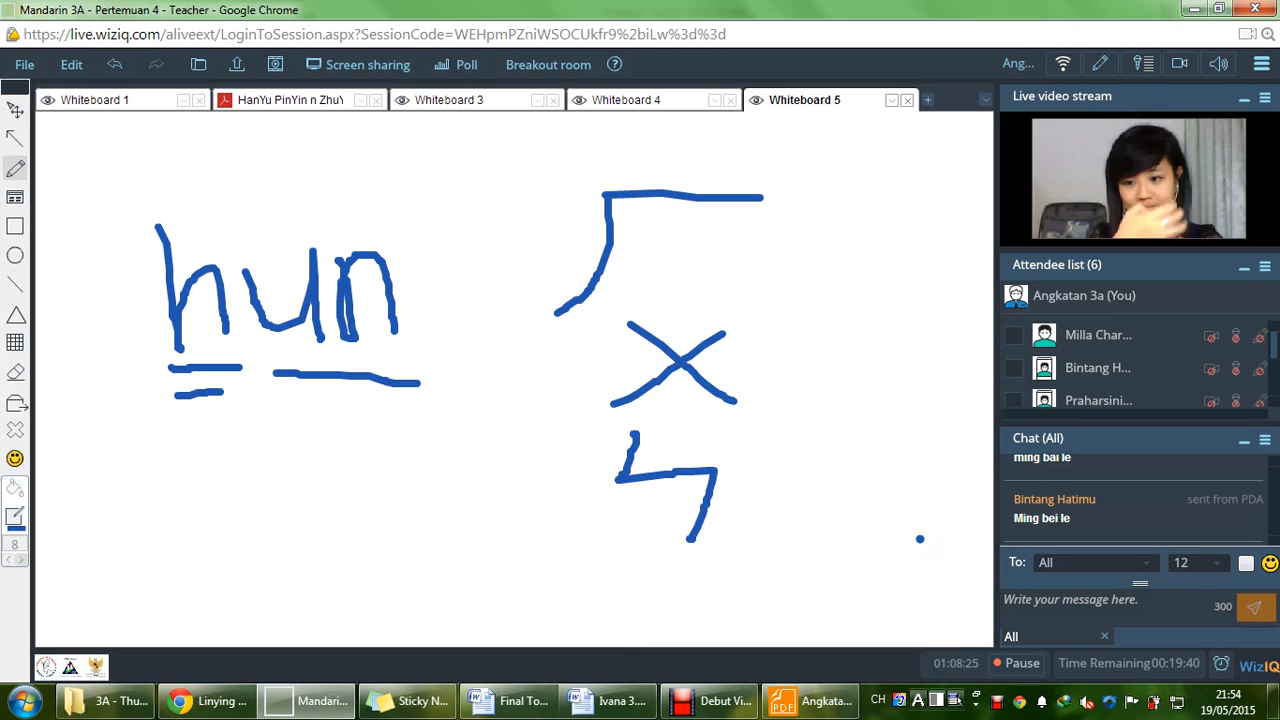 Mandarin 3A - Pertemuan 4 - Teacher - Google Chrome
https://live.wiziq.com/aliveext/LoginToSession.aspx?SessionCode=WEHpmPZniWSOCUkfr9%2biLw%3d%3d
File Edit Screen sharing Poll Breakout room ? Ang...
Whiteboard 1 HanYu PinYin n ZhuY Whiteboard 3 Whiteboard 4 Whiteboard 5 +
Live video stream
hun
ㄏ
ㄨ
ㄣ
Attendee list (6)
Angkatan 3a (You)
Milla Char...
Bintang H...
Praharsini...
Chat (All)
ming bai le
Bintang Hatimu sent from PDA
Ming bei le
8
To: All 12
Write your message here. 300
All
01:08:25 Pause Time Remaining 00:19:40 WizIQ
3A - Thu... Linying ... Mandari... Sticky N... Final To... Ivana 3.... Debut Vi... Angkata... CH 21:54
19/05/2015